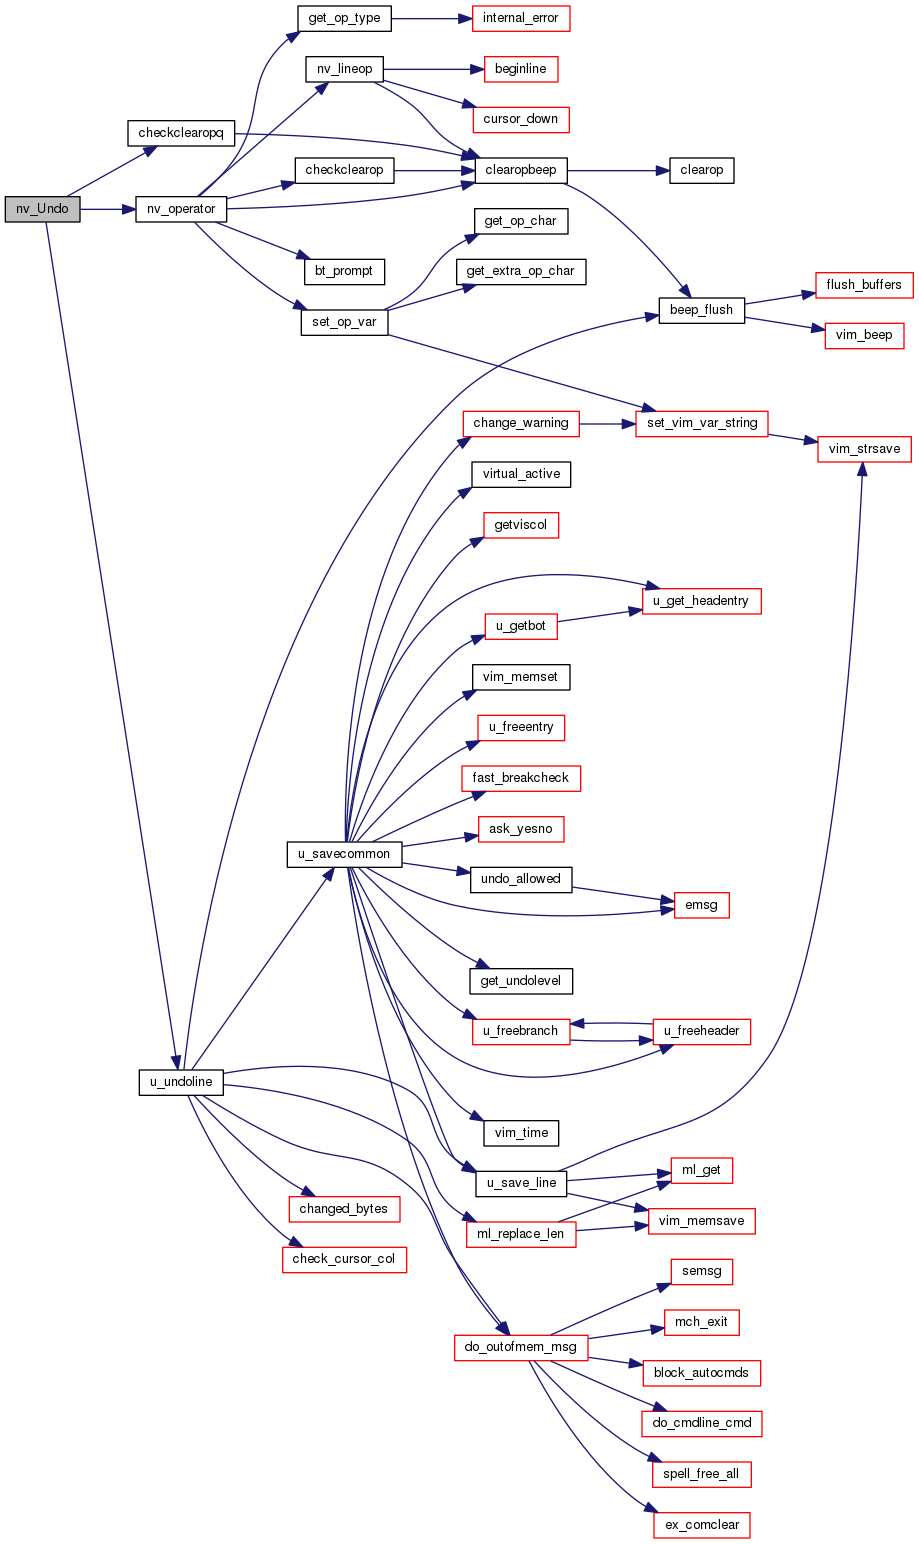 get_op_type
internal_error
nv_lineop
beginline
cursor_down
checkclearopq
checkclearop
clearopbeep
clearop
nv_Undo
nv_operator
get_op_char
bt_prompt
get_extra_op_char
flush_buffers
set_op_var
beep_flush
vim_beep
change_warning
set_vim_var_string
vim_strsave
virtual_active
getviscol
u_get_headentry
u_getbot
vim_memset
u_freeentry
fast_breakcheck
ask_yesno
u_savecommon
undo_allowed
emsg
get_undolevel
u_freebranch
u_freeheader
u_undoline
vim_time
u_save_line
ml_get
changed_bytes
ml_replace_len
vim_memsave
check_cursor_col
semsg
mch_exit
do_outofmem_msg
block_autocmds
do_cmdline_cmd
spell_free_all
ex_comclear